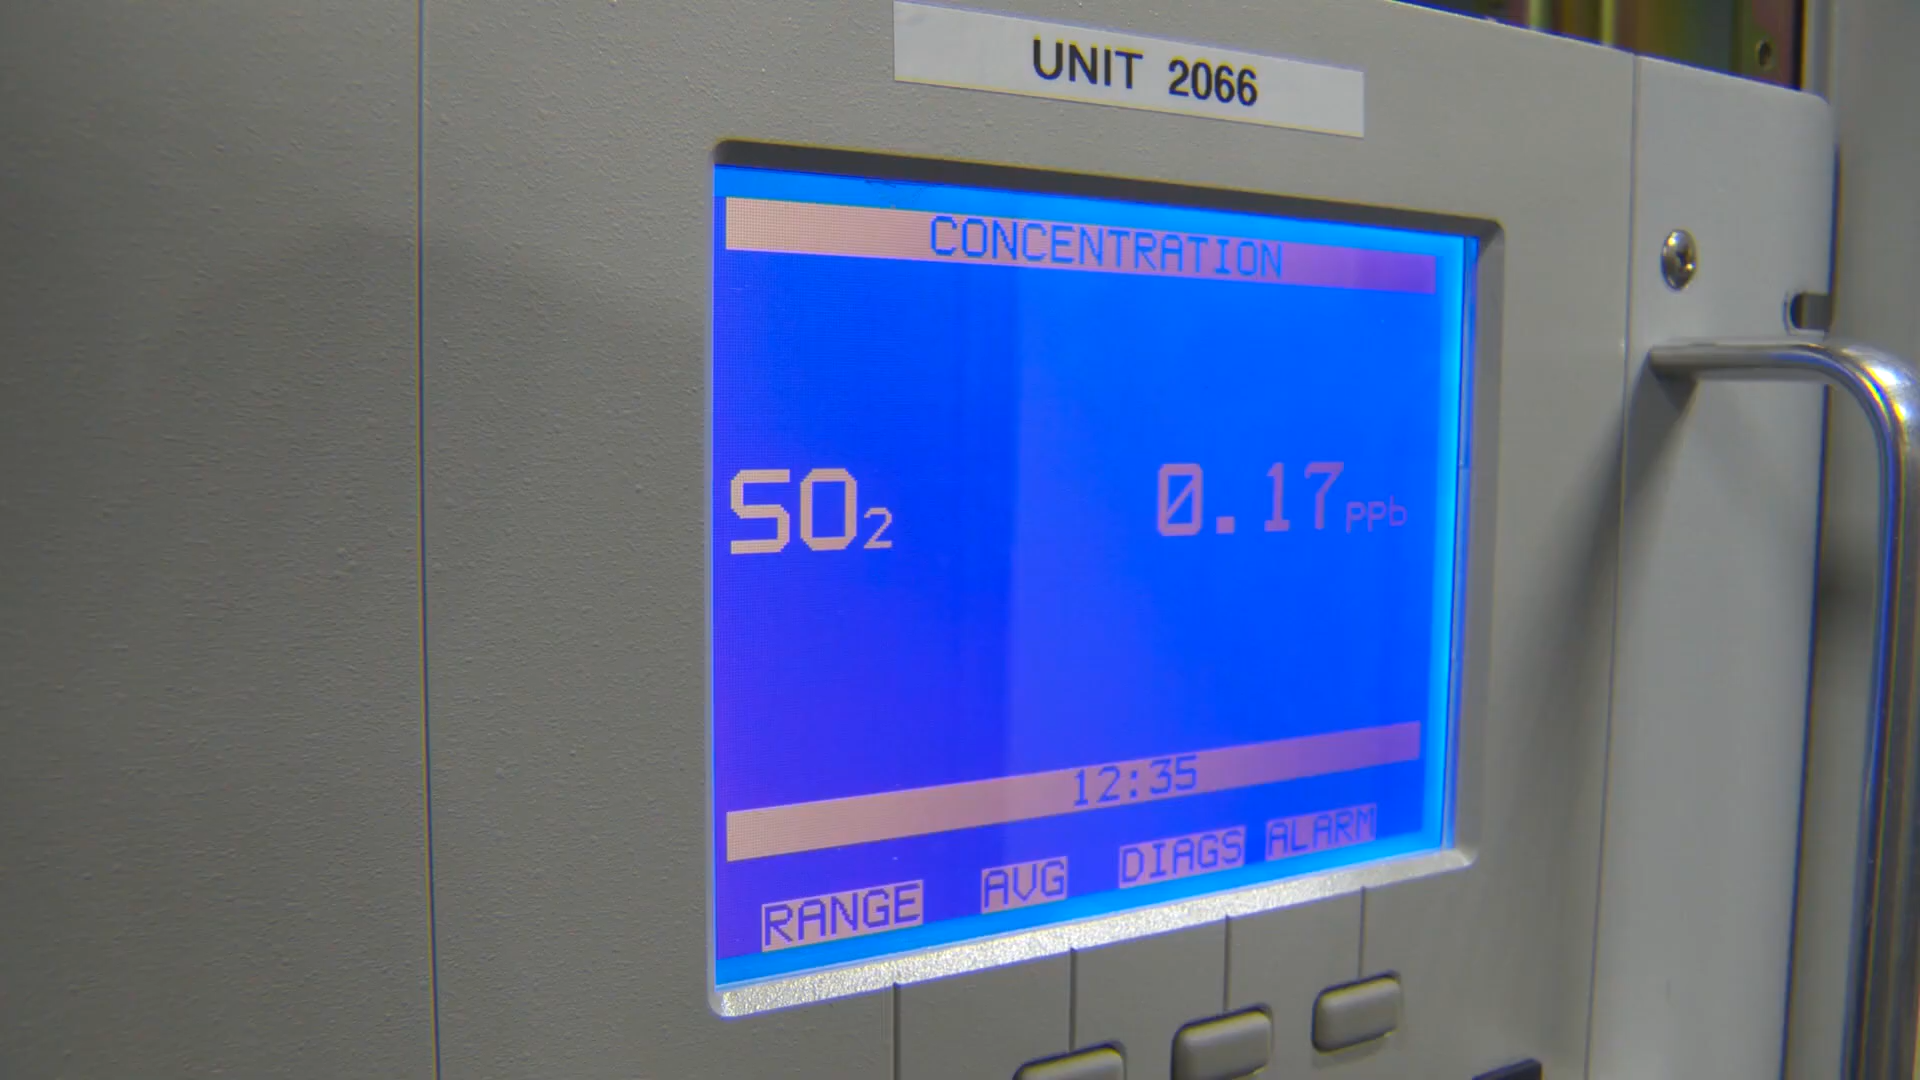 UNIT 2066
CONCENTRATION
SO₂ 0.17 ppb
12:35
RANGE AVG DIAGS ALARM